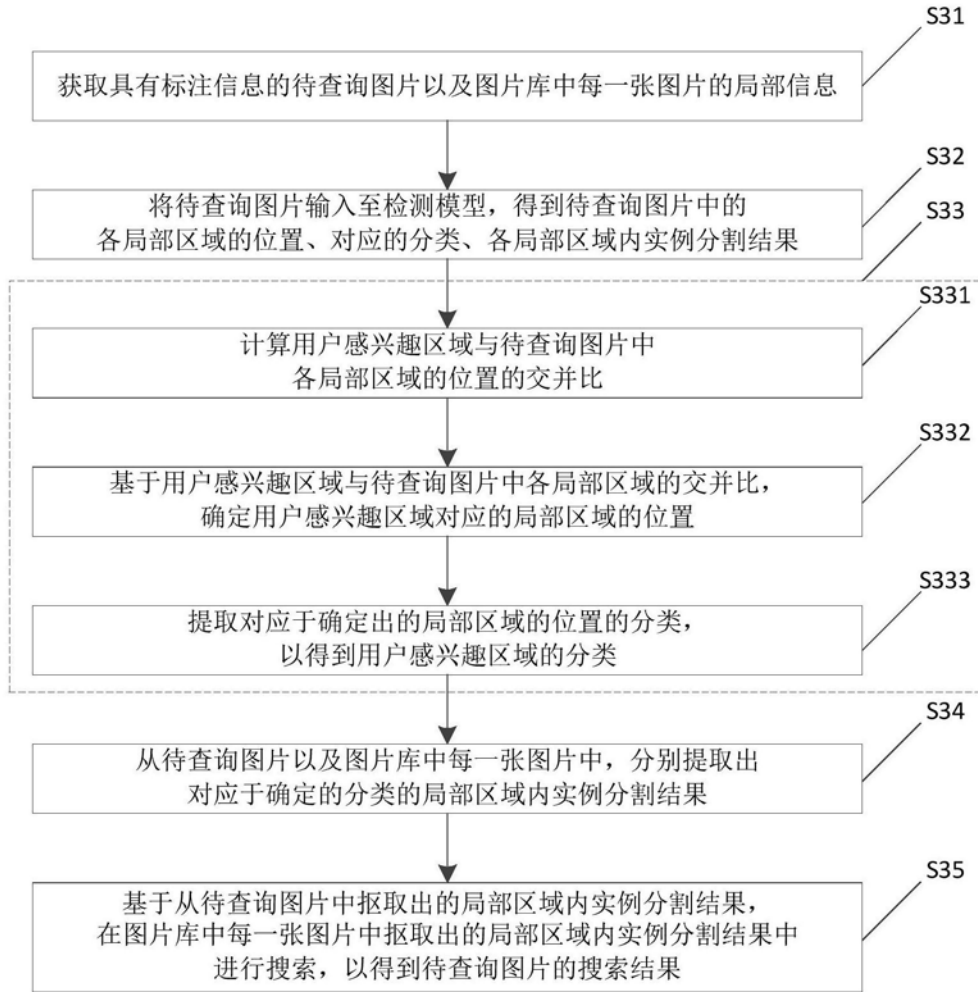 S31
获取具有标注信息的待查询图片以及图片库中每一张图片的局部信息
S32
将待查询图片输入至检测模型，得到待查询图片中的
各局部区域的位置、对应的分类、各局部区域内实例分割结果
S33
S331
计算用户感兴趣区域与待查询图片中
各局部区域的位置的交并比
S332
基于用户感兴趣区域与待查询图片中各局部区域的交并比，
确定用户感兴趣区域对应的局部区域的位置
S333
提取对应于确定出的局部区域的位置的分类，
以得到用户感兴趣区域的分类
S34
从待查询图片以及图片库中每一张图片中，分别提取出
对应于确定的分类的局部区域内实例分割结果
S35
基于从待查询图片中抠取出的局部区域内实例分割结果，
在图片库中每一张图片中抠取出的局部区域内实例分割结果中
进行搜索，以得到待查询图片的搜索结果